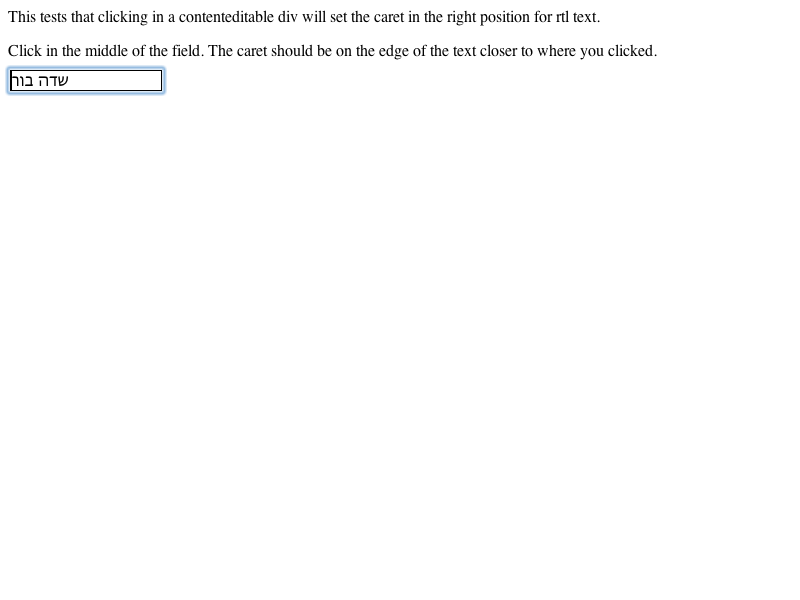 This tests that clicking in a contenteditable div will set the caret in the right position for rtl text.
Click in the middle of the field. The caret should be on the edge of the text closer to where you clicked.
שדה בור